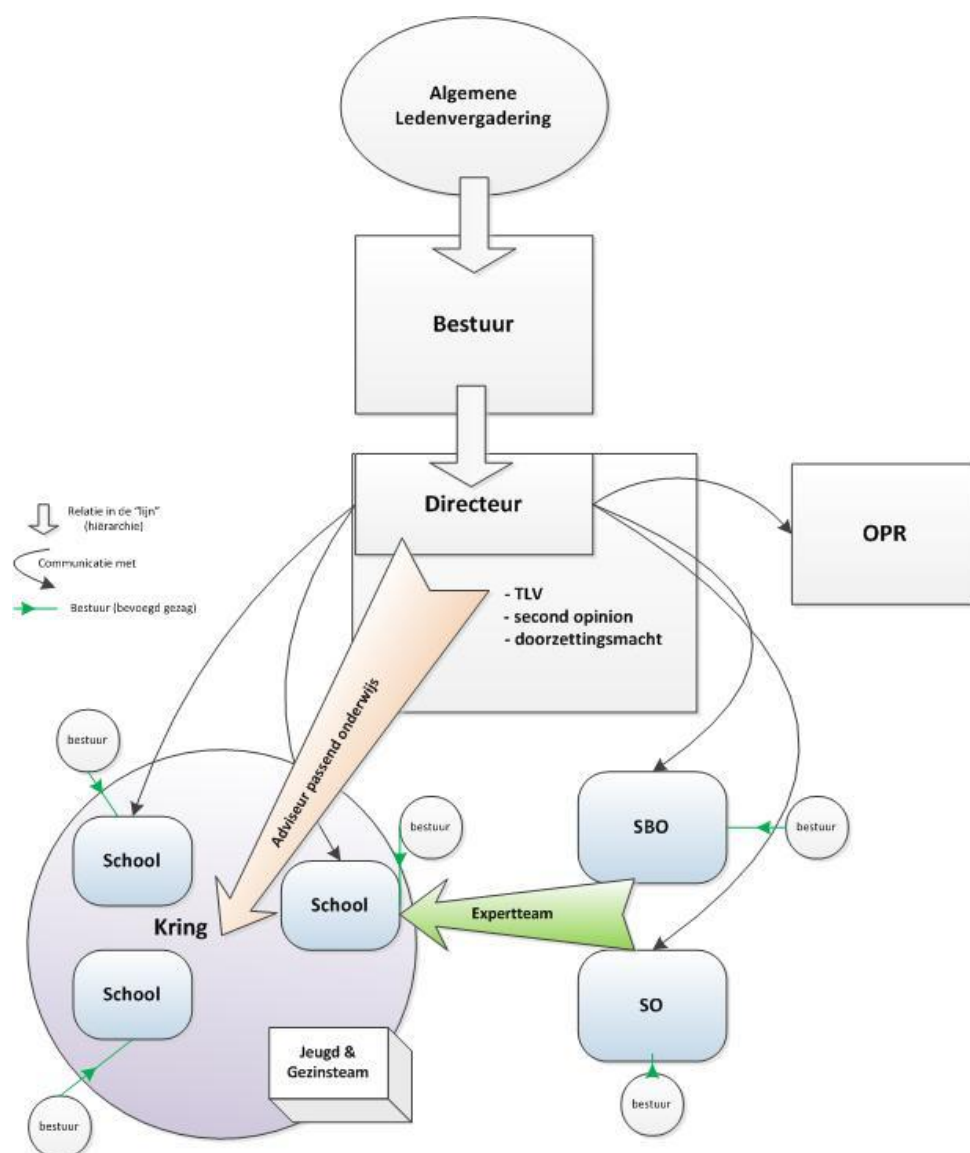 Algemene
Ledenvergadering
Bestuur
Directeur
OPR
Relatie in de "lijn"
(hiërarchie)
Communicatie met
Bestuur (bevoegd gezag)
- TLV
- second opinion
- doorzettingsmacht
Adviseur passend onderwijs
bestuur
School
bestuur
School
Kring
School
bestuur
Jeugd &
Gezinsteam
Expertteam
SBO
bestuur
SO
bestuur